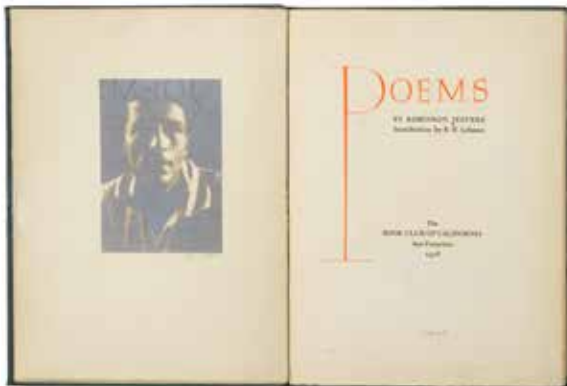 POEMS
BY ROBINSON JEFFERS
Introduction by B. H. Lehman
The
BOOK CLUB OF CALIFORNIA
San Francisco
1928